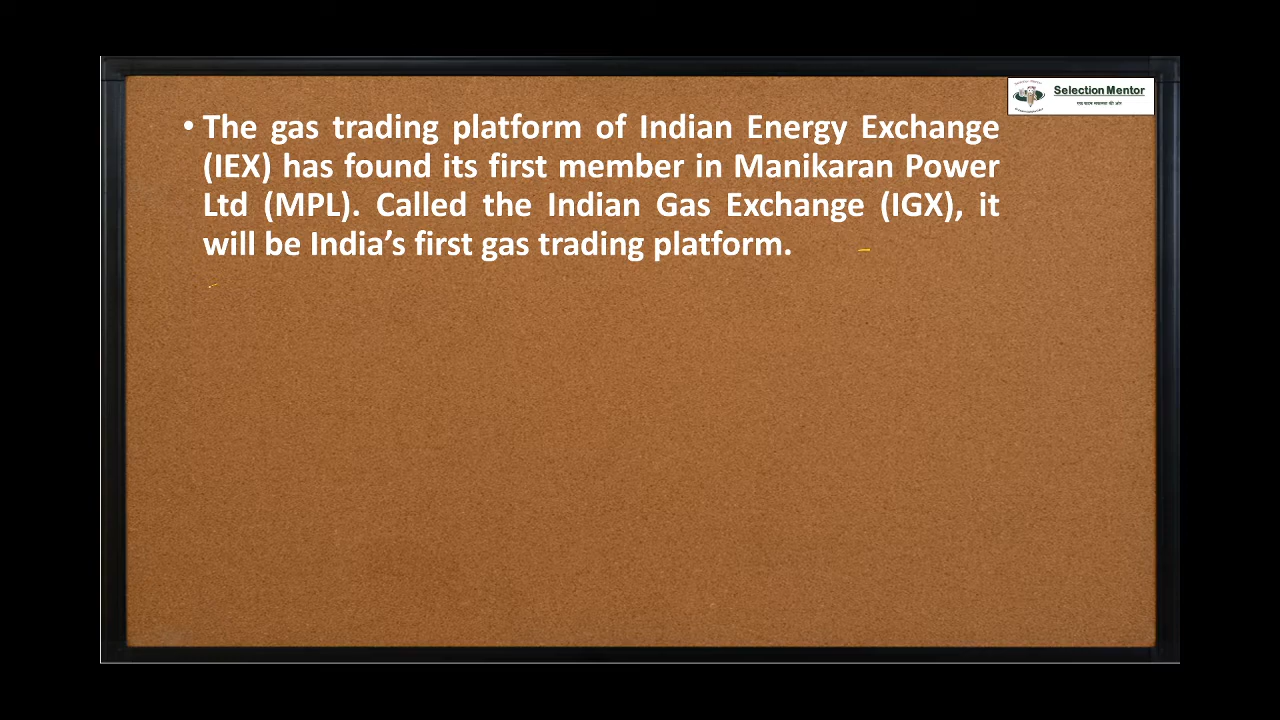 Selection Mentor
• The gas trading platform of Indian Energy Exchange
(IEX) has found its first member in Manikaran Power
Ltd (MPL). Called the Indian Gas Exchange (IGX), it
will be India’s first gas trading platform.